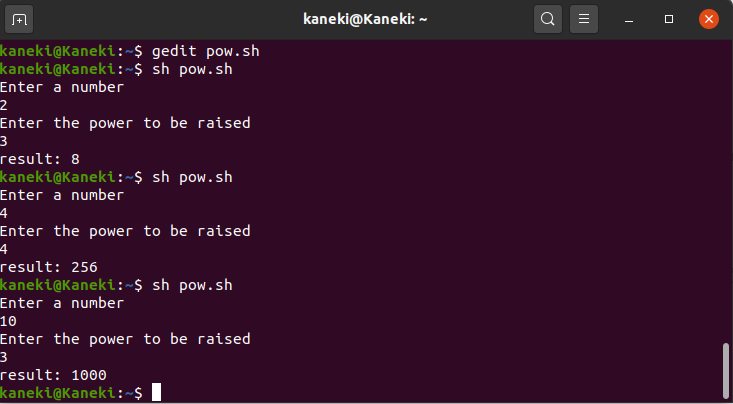 kaneki@Kaneki: ~
kaneki@Kaneki:~$ gedit pow.sh
kaneki@Kaneki:~$ sh pow.sh
Enter a number
2
Enter the power to be raised
3
result: 8
kaneki@Kaneki:~$ sh pow.sh
Enter a number
4
Enter the power to be raised
4
result: 256
kaneki@Kaneki:~$ sh pow.sh
Enter a number
10
Enter the power to be raised
3
result: 1000
kaneki@Kaneki:~$